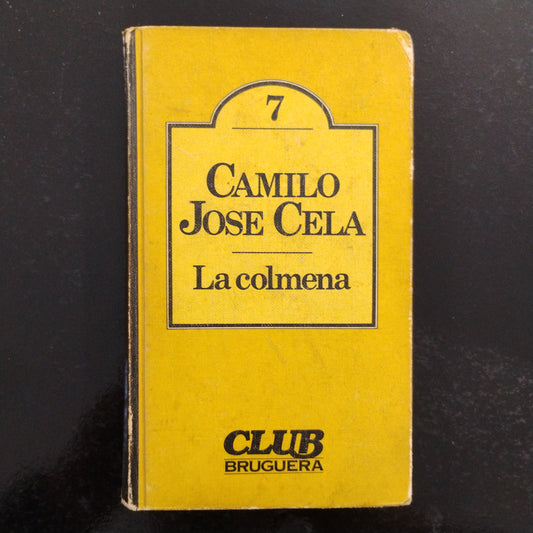 7
CAMILO
JOSE CELA
La colmena
CLUB
BRUGUERA